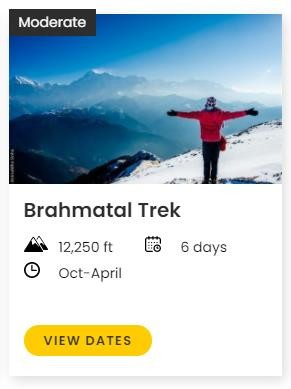 Moderate
Brahmatal Trek
12,250 ft 6 days
Oct-April
VIEW DATES